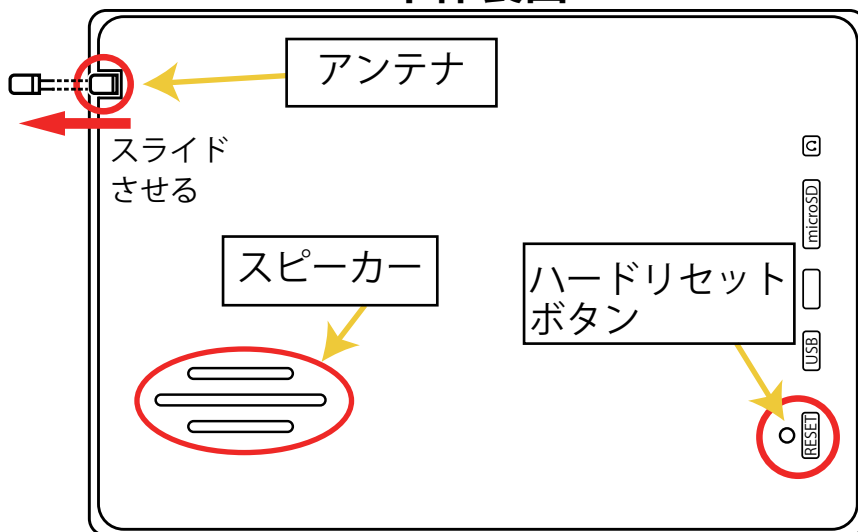 アンテナ
スライド
させる
microSD
スピーカー
ハードリセット
ボタン
USB
RESET